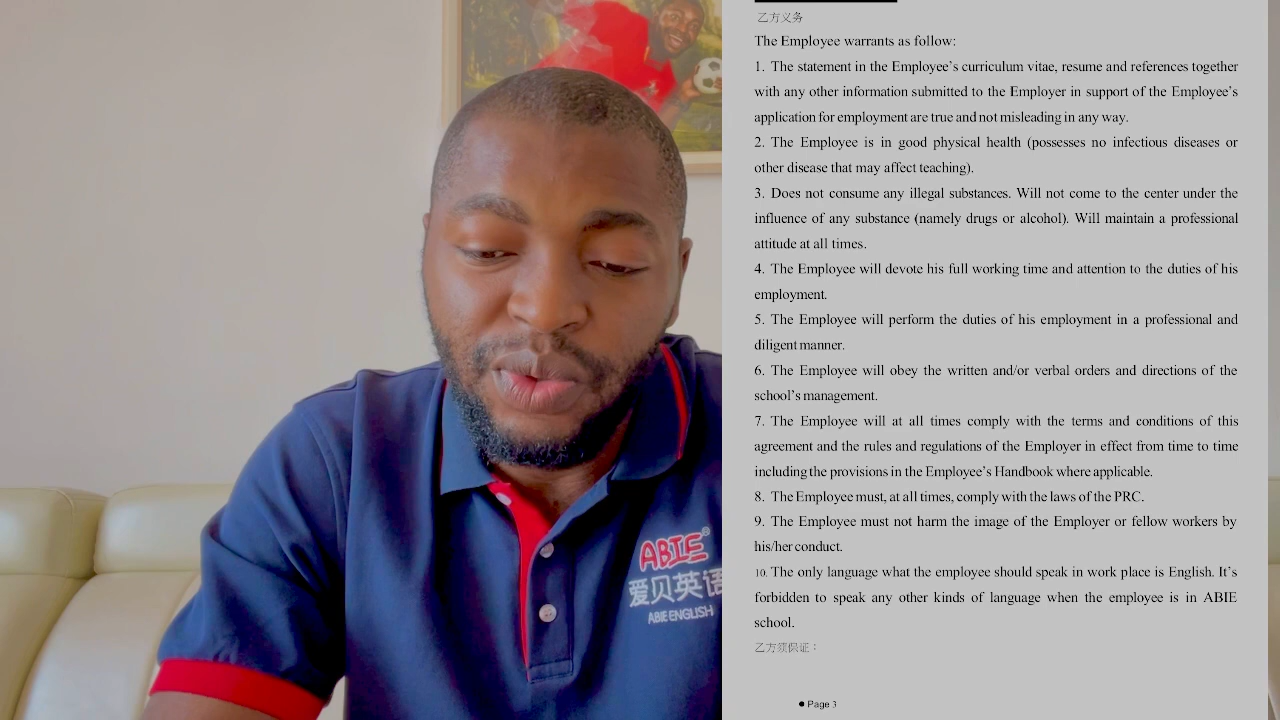 ABIE®
爱贝英语
ABIE ENGLISH
乙方义务
The Employee warrants as follow:
1. The statement in the Employee's curriculum vitae, resume and references together
with any other information submitted to the Employer in support of the Employee's
application for employment are true and not misleading in any way.
2. The Employee is in good physical health (possesses no infectious diseases or
other disease that may affect teaching).
3. Does not consume any illegal substances. Will not come to the center under the
influence of any substance (namely drugs or alcohol). Will maintain a professional
attitude at all times.
4. The Employee will devote his full working time and attention to the duties of his
employment.
5. The Employee will perform the duties of his employment in a professional and
diligent manner.
6. The Employee will obey the written and/or verbal orders and directions of the
school's management.
7. The Employee will at all times comply with the terms and conditions of this
agreement and the rules and regulations of the Employer in effect from time to time
including the provisions in the Employee's Handbook where applicable.
8. The Employee must, at all times, comply with the laws of the PRC.
9. The Employee must not harm the image of the Employer or fellow workers by
his/her conduct.
10. The only language what the employee should speak in work place is English. It's
forbidden to speak any other kinds of language when the employee is in ABIE
school.
乙方须保证：
● Page 3